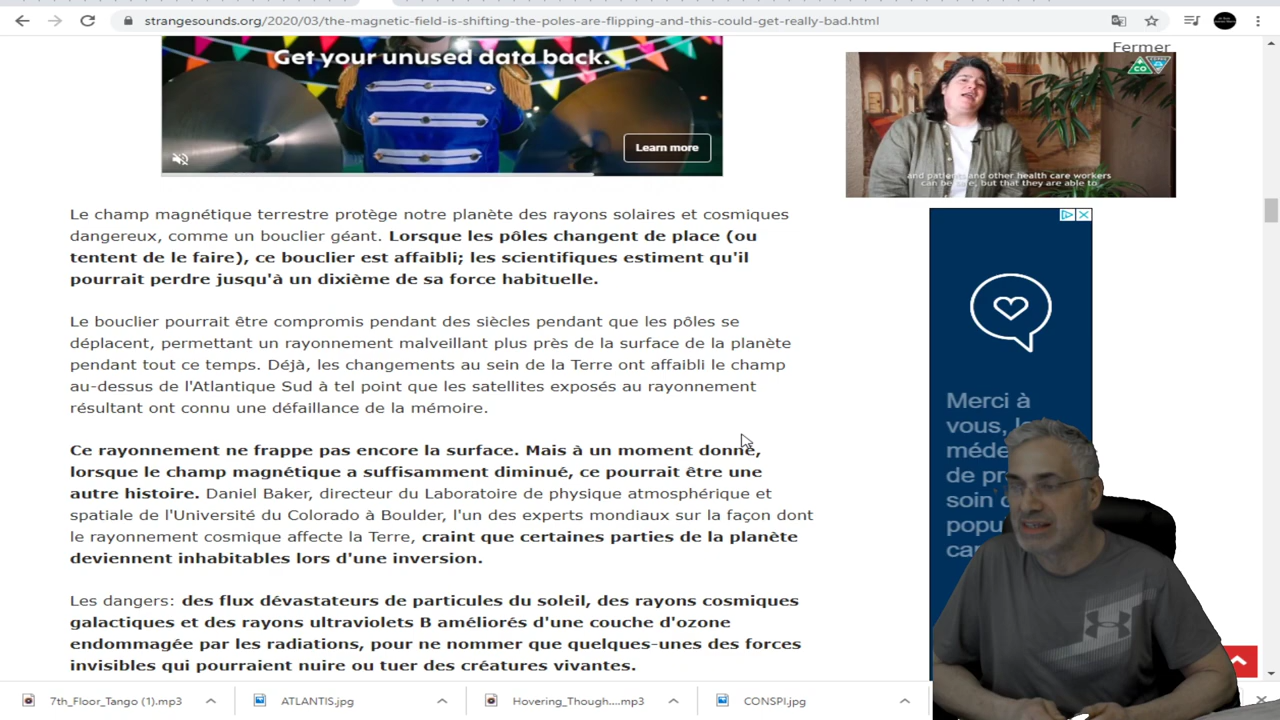 strangesounds.org/2020/03/the-magnetic-field-is-shifting-the-poles-are-flipping-and-this-could-get-really-bad.html
Get your unused data back.
Learn more
Fermer
CO
and patients and other health care workers
can be safe; but that they are able to
Le champ magnétique terrestre protège notre planète des rayons solaires et cosmiques
dangereux, comme un bouclier géant. Lorsque les pôles changent de place (ou
tentent de le faire), ce bouclier est affaibli; les scientifiques estiment qu'il
pourrait perdre jusqu'à un dixième de sa force habituelle.
Le bouclier pourrait être compromis pendant des siècles pendant que les pôles se
déplacent, permettant un rayonnement malveillant plus près de la surface de la planète
pendant tout ce temps. Déjà, les changements au sein de la Terre ont affaibli le champ
au-dessus de l'Atlantique Sud à tel point que les satellites exposés au rayonnement
résultant ont connu une défaillance de la mémoire.
Ce rayonnement ne frappe pas encore la surface. Mais à un moment donné,
lorsque le champ magnétique a suffisamment diminué, ce pourrait être une
autre histoire. Daniel Baker, directeur du Laboratoire de physique atmosphérique et
spatiale de l'Université du Colorado à Boulder, l'un des experts mondiaux sur la façon dont
le rayonnement cosmique affecte la Terre, craint que certaines parties de la planète
deviennent inhabitables lors d'une inversion.
Les dangers: des flux dévastateurs de particules du soleil, des rayons cosmiques
galactiques et des rayons ultraviolets B améliorés d'une couche d'ozone
endommagée par les radiations, pour ne nommer que quelques-unes des forces
invisibles qui pourraient nuire ou tuer des créatures vivantes.
Merci à
vous, l
méde
de pr
soin d
popu
ca
7th_Floor_Tango (1).mp3
ATLANTIS.jpg
Hovering_Though....mp3
CONSPI.jpg